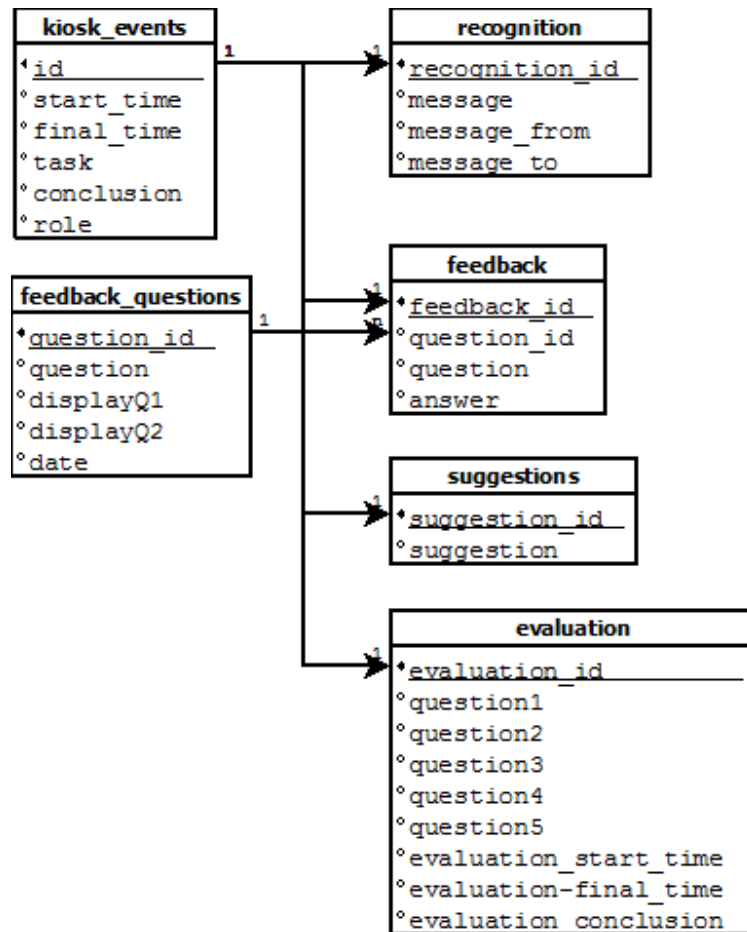 kiosk_events
id
start_time
final_time
task
conclusion
role
1
1
recognition
recognition_id
message
message_from
message_to
feedback_questions
question_id
question
displayQ1
displayQ2
date
1
1
n
feedback
feedback_id
question_id
question
answer
1
suggestions
suggestion_id
suggestion
1
evaluation
evaluation_id
question1
question2
question3
question4
question5
evaluation_start_time
evaluation-final_time
evaluation_conclusion